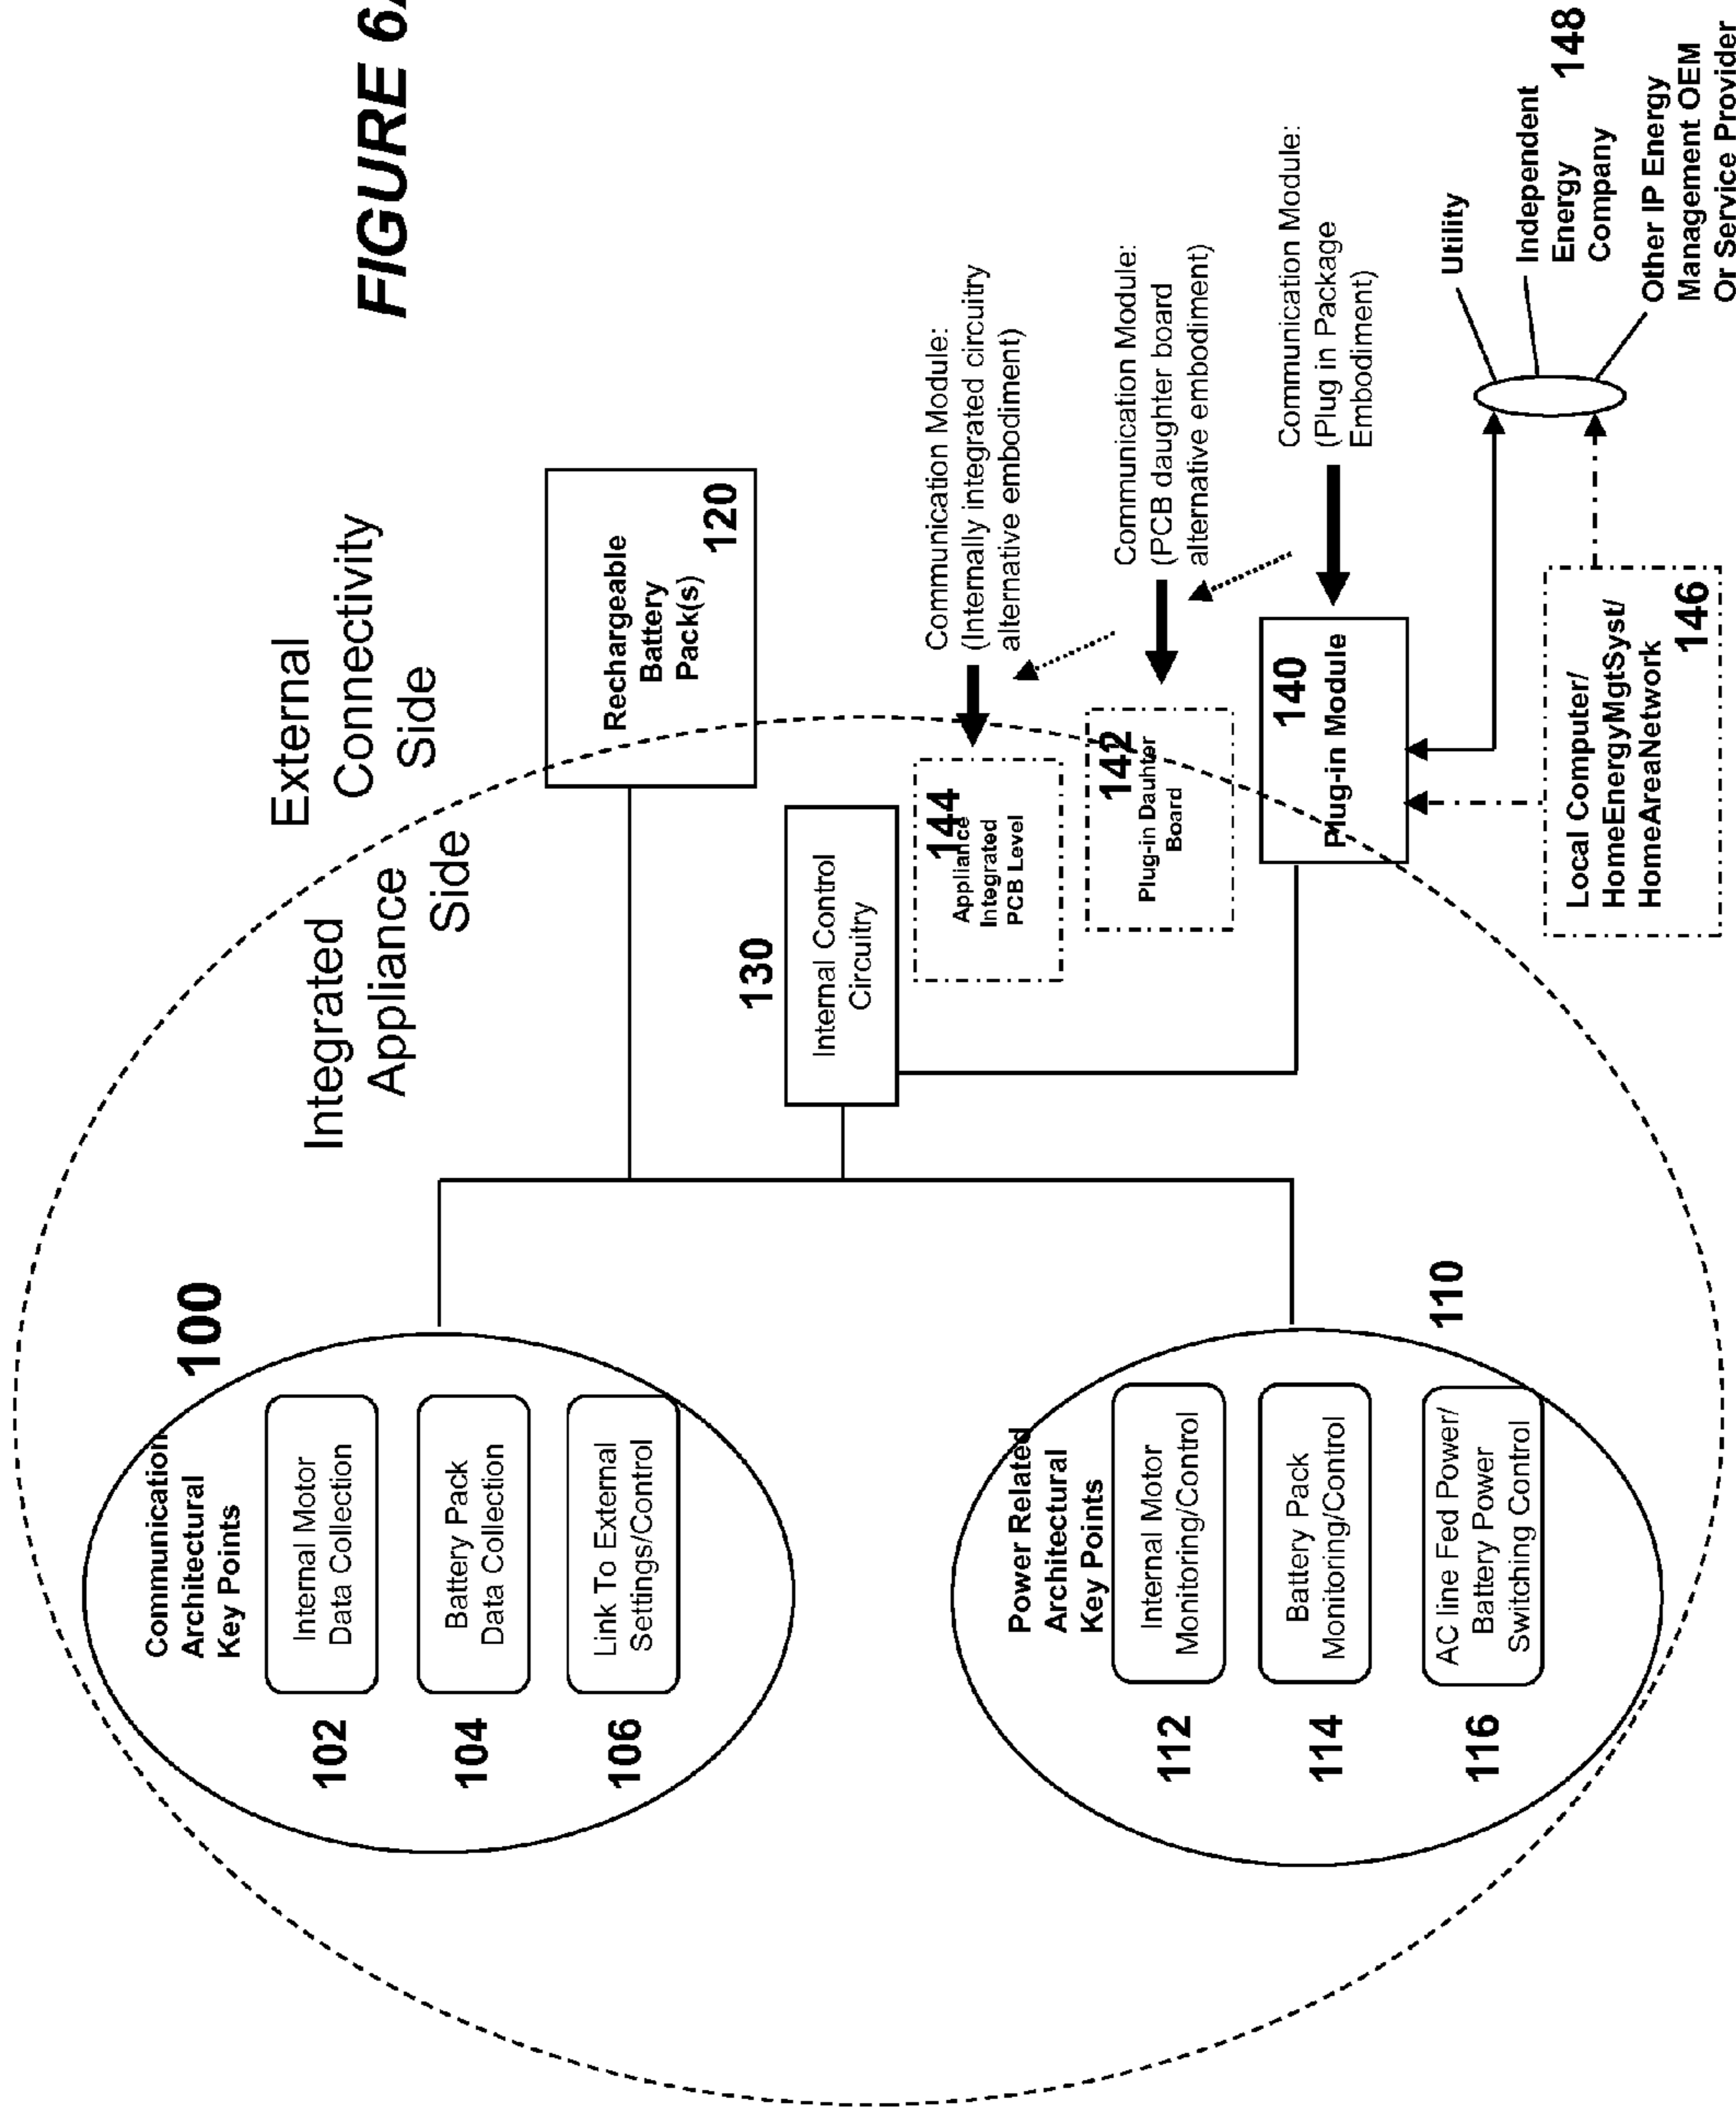 FIGURE 6A
External
Connectivity
Side
Integrated
Appliance
Side
100
Communication
Architectural
Key Points
102
Internal Motor
Data Collection
104
Battery Pack
Data Collection
106
Link To External
Settings/Control
110
Power Related
Architectural
Key Points
112
Internal Motor
Monitoring/Control
114
Battery Pack
Monitoring/Control
116
AC line Fed Power/
Battery Power
Switching Control
Rechargeable
Battery
Pack(s)
120
130
Internal Control
Circuitry
144
Appliance
Integrated
PCB Level
Communication Module:
(Internally integrated circuitry
alternative embodiment)
142
Plug-in Dauhter
Board
Communication Module:
(PCB daughter board
alternative embodiment)
140
Plug-in Module
Communication Module:
(Plug in Package
Embodiment)
Local Computer/
HomeEnergyMgtSyst/
HomeAreaNetwork
146
Utility
Independent
Energy
Company
148
Other IP Energy
Management OEM
Or Service Provider